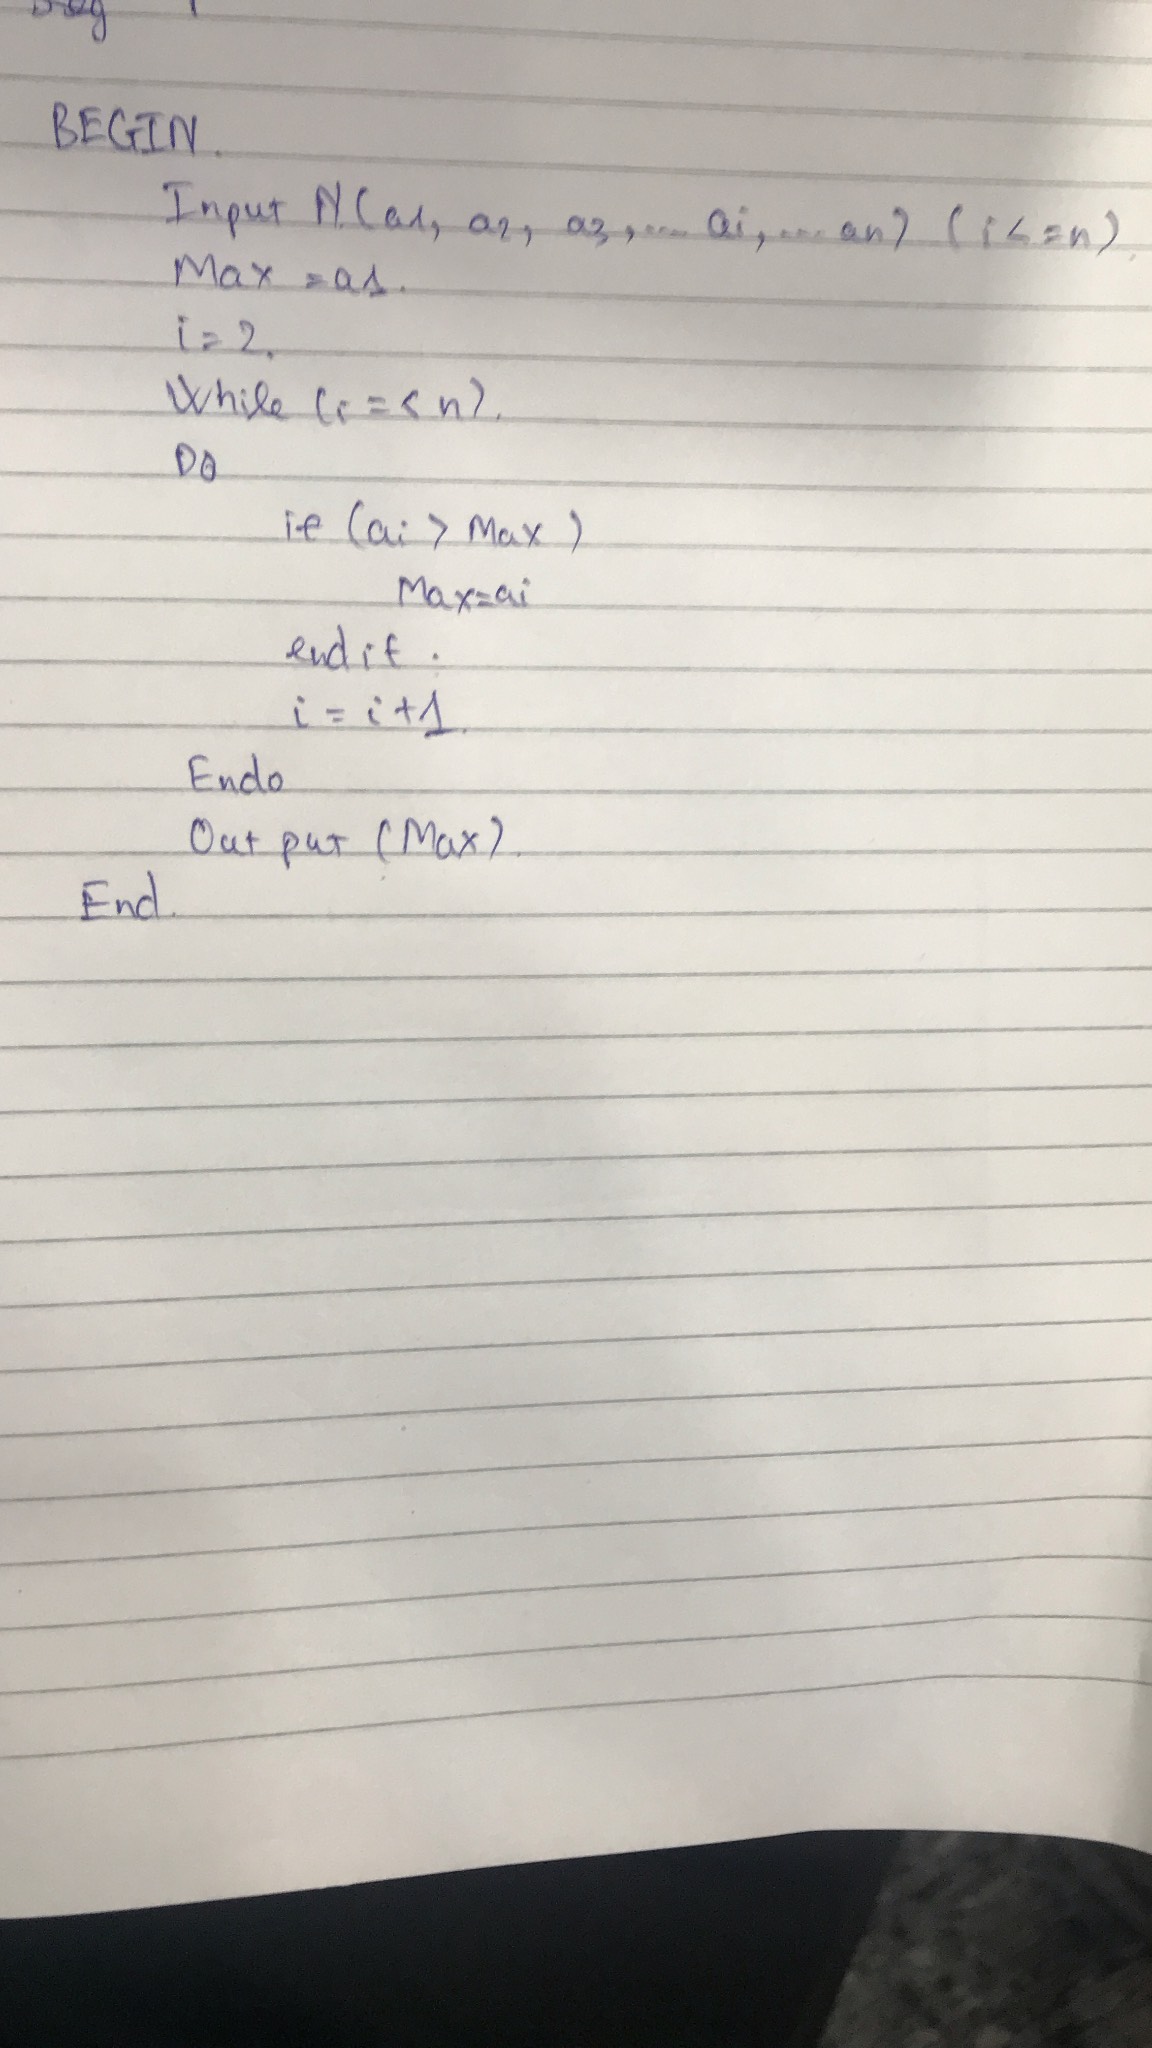 BEGIN.
Input N(a1, a2, a3, .... ai, .... an) (i<=n).
Max = a1.
i = 2.
While (i =< n).
Do
if (ai > Max)
Max=ai
endif.
i = i+1.
Endo
Out put (Max).
End.